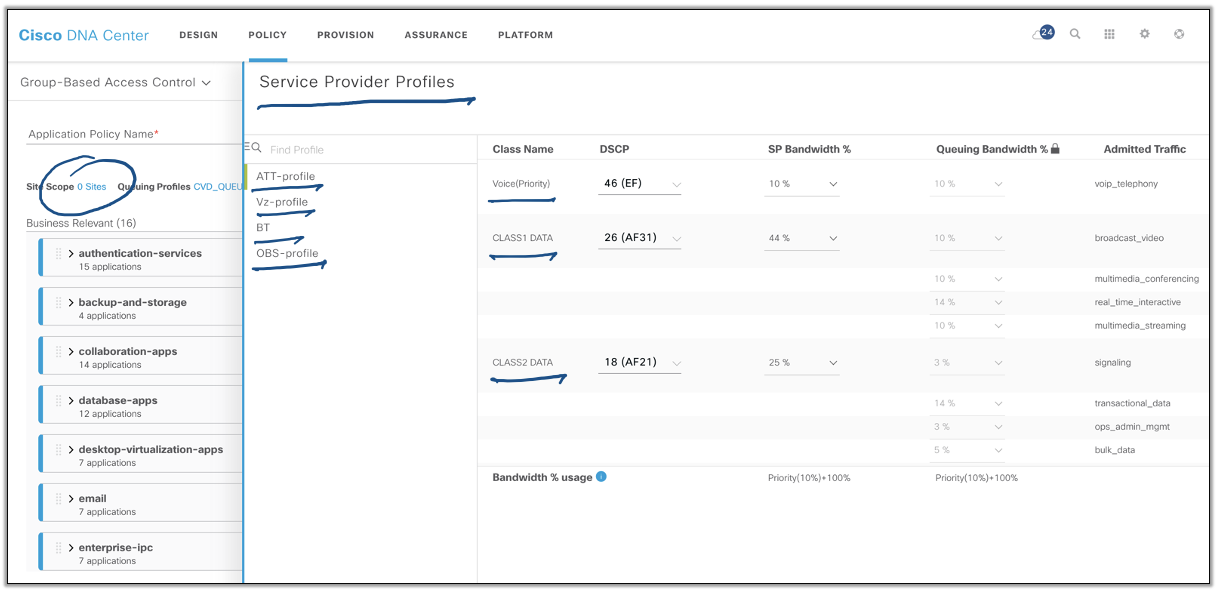 Cisco DNA Center DESIGN POLICY PROVISION ASSURANCE PLATFORM 24
Group-Based Access Control
Service Provider Profiles
Application Policy Name*
Site Scope 0 Sites Queuing Profiles CVD_QUEU
Business Relevant (16)
authentication-services
15 applications
backup-and-storage
4 applications
collaboration-apps
14 applications
database-apps
12 applications
desktop-virtualization-apps
7 applications
email
7 applications
enterprise-ipc
7 applications
Find Profile
ATT-profile
Vz-profile
BT
OBS-profile
Class Name DSCP SP Bandwidth % Queuing Bandwidth % Admitted Traffic
Voice(Priority) 46 (EF) 10 % 10 % voip_telephony
CLASS1 DATA 26 (AF31) 44 % 10 % broadcast_video
10 % multimedia_conferencing
14 % real_time_interactive
10 % multimedia_streaming
CLASS2 DATA 18 (AF21) 25 % 3 % signaling
14 % transactional_data
3 % ops_admin_mgmt
5 % bulk_data
Bandwidth % usage i Priority(10%)+100% Priority(10%)+100%